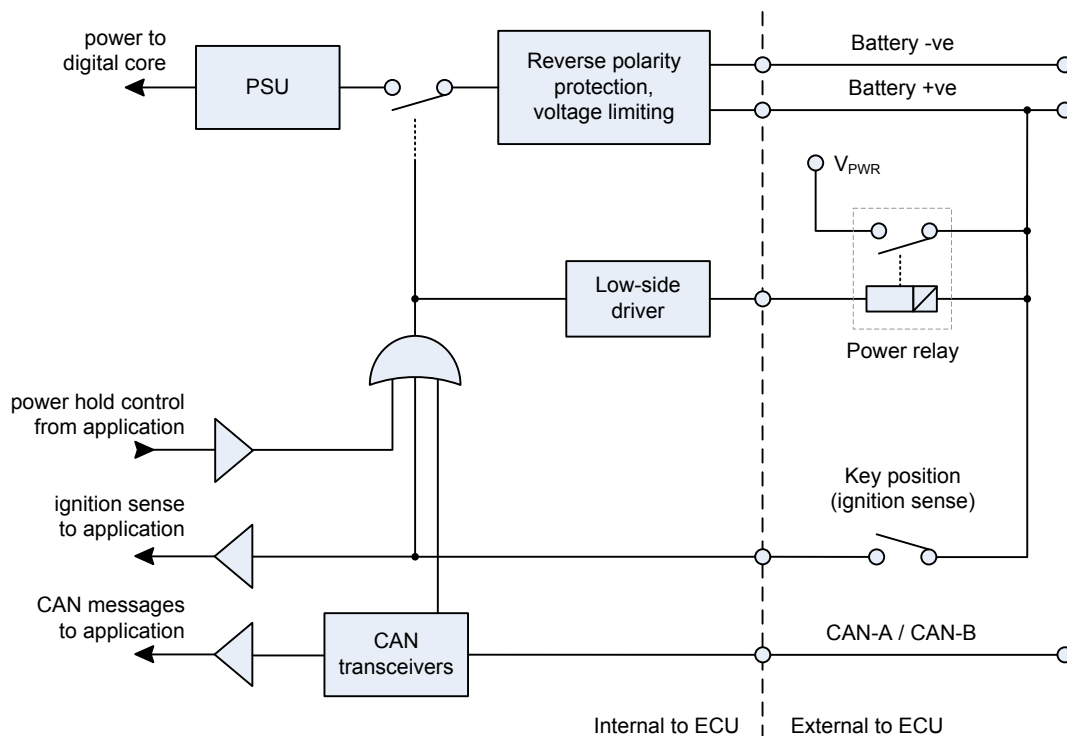 power to
digital core
PSU
Reverse polarity
protection,
voltage limiting
Battery -ve
Battery +ve
VPWR
Low-side
driver
Power relay
power hold control
from application
Key position
(ignition sense)
ignition sense
to application
CAN messages
to application
CAN
transceivers
CAN-A / CAN-B
Internal to ECU
External to ECU